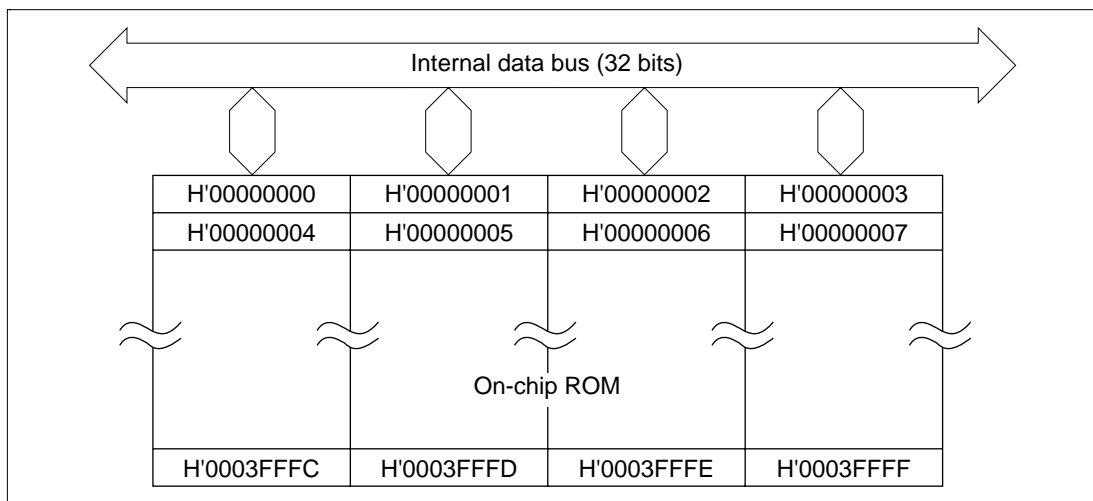 Internal data bus (32 bits)
H'00000000 H'00000001 H'00000002 H'00000003
H'00000004 H'00000005 H'00000006 H'00000007
On-chip ROM
H'0003FFFC H'0003FFFD H'0003FFFE H'0003FFFF